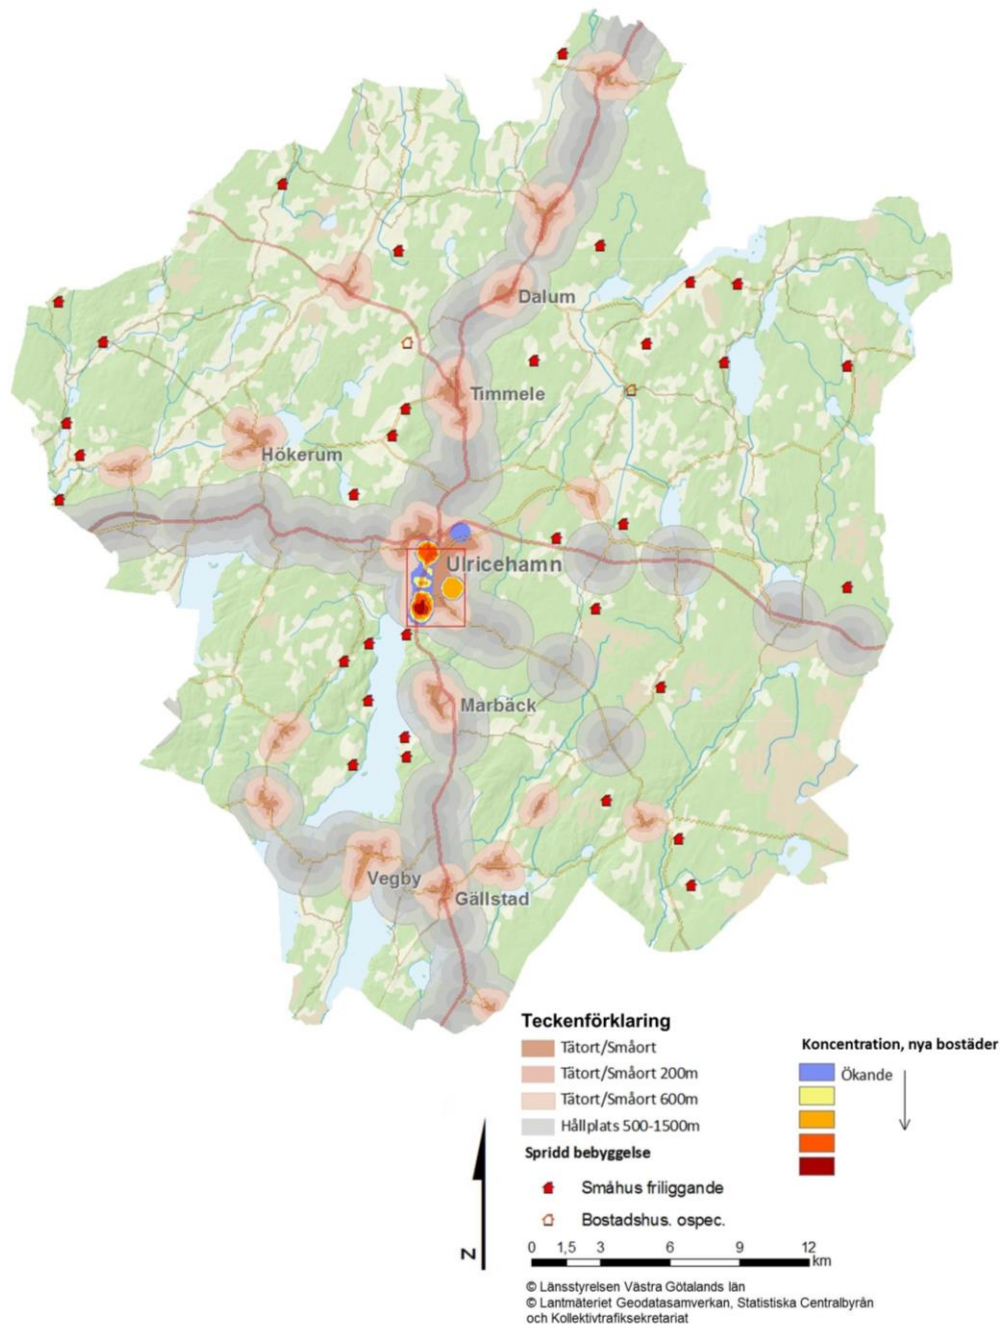 Dalum
Timmele
Hökerum
Ulricehamn
Marbäck
Vegby
Gällstad
Teckenförklaring
Tätort/Småort
Tätort/Småort 200m
Tätort/Småort 600m
Hållplats 500-1500m
Spridd bebyggelse
Småhus friliggande
Bostadshus. ospec.
Koncentration, nya bostäder
Ökande
N
0 1,5 3 6 9 12
km
© Länsstyrelsen Västra Götalands län
© Lantmäteriet Geodatasamverkan, Statistiska Centralbyrån
och Kollektivtrafiksekretariat